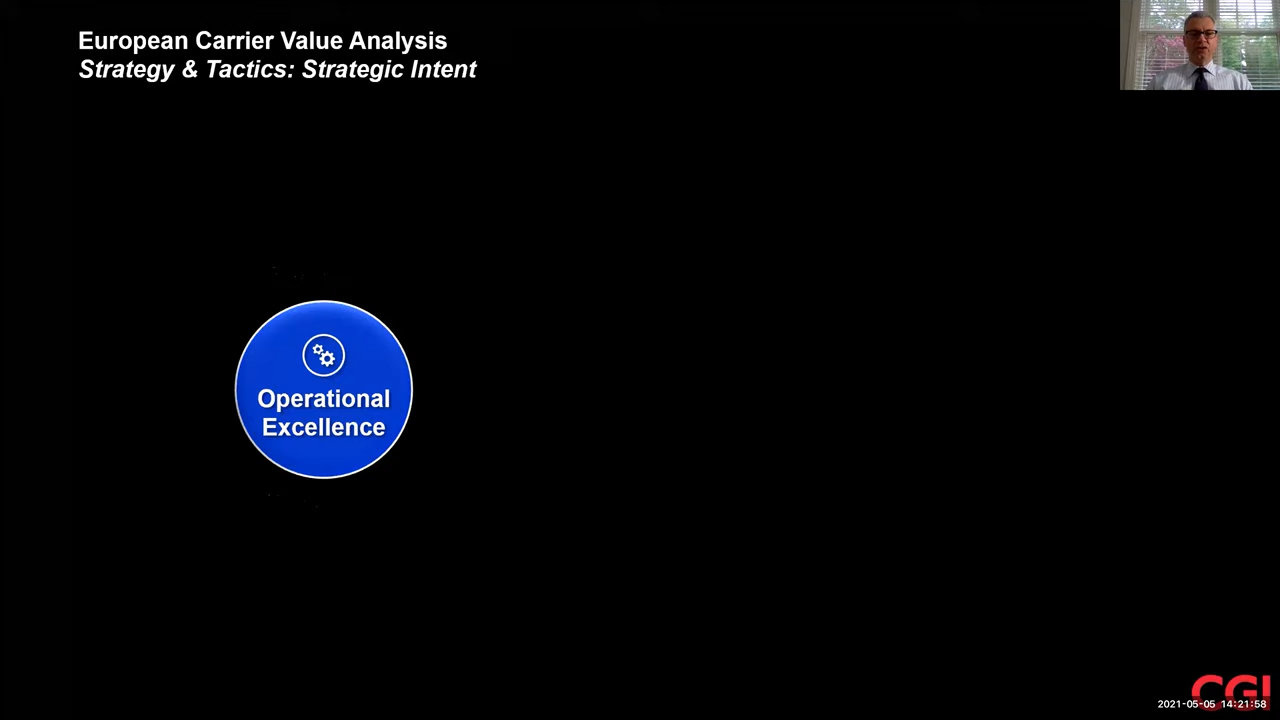 European Carrier Value Analysis
Strategy & Tactics: Strategic Intent
Operational
Excellence
CGI
2021-05-05 14:21:58